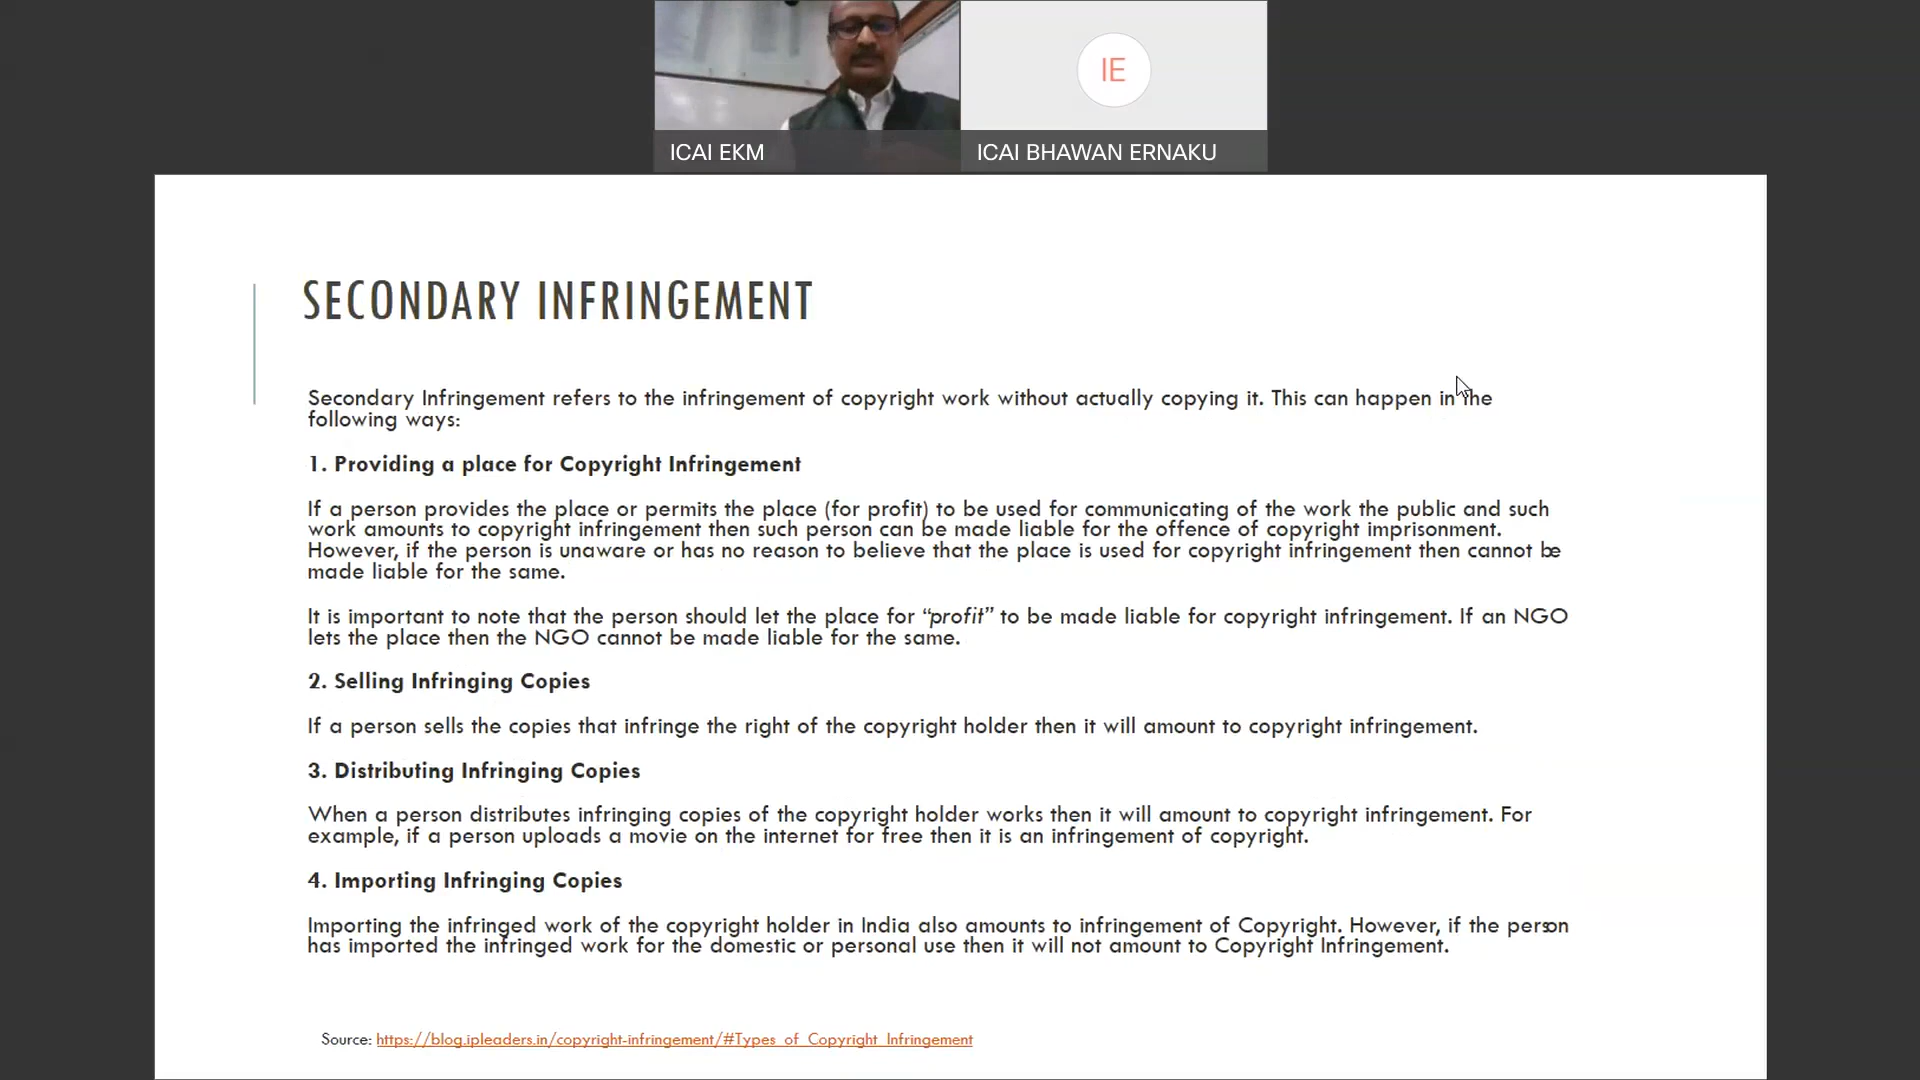 IE
ICAI EKM
ICAI BHAWAN ERNAKU
SECONDARY INFRINGEMENT
Secondary Infringement refers to the infringement of copyright work without actually copying it. This can happen in the
following ways:
1. Providing a place for Copyright Infringement
If a person provides the place or permits the place (for profit) to be used for communicating of the work the public and such
work amounts to copyright infringement then such person can be made liable for the offence of copyright imprisonment.
However, if the person is unaware or has no reason to believe that the place is used for copyright infringement then cannot be
made liable for the same.
It is important to note that the person should let the place for “profit” to be made liable for copyright infringement. If an NGO
lets the place then the NGO cannot be made liable for the same.
2. Selling Infringing Copies
If a person sells the copies that infringe the right of the copyright holder then it will amount to copyright infringement.
3. Distributing Infringing Copies
When a person distributes infringing copies of the copyright holder works then it will amount to copyright infringement. For
example, if a person uploads a movie on the internet for free then it is an infringement of copyright.
4. Importing Infringing Copies
Importing the infringed work of the copyright holder in India also amounts to infringement of Copyright. However, if the person
has imported the infringed work for the domestic or personal use then it will not amount to Copyright Infringement.
Source: https://blog.ipleaders.in/copyright-infringement/#Types_of_Copyright_Infringement